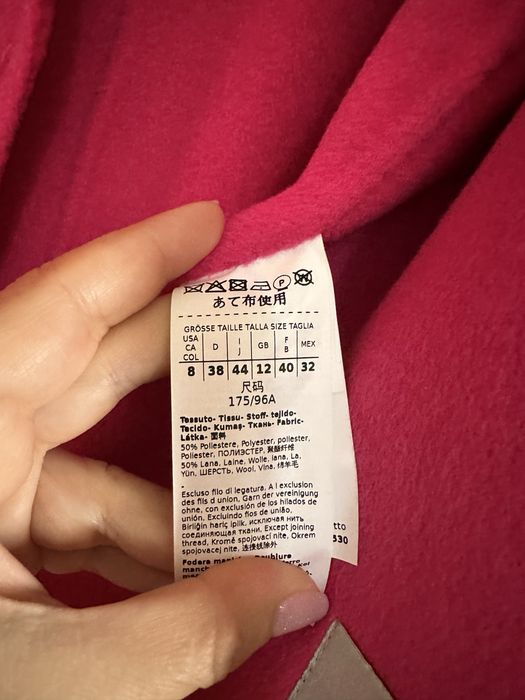 P W
あて布使用
GRÖSSE TAILLE TALLA SIZE TAGLIA
USA CA COL D I J GB F B MEX
8 38 44 12 40 32
尺码
175/96A
Tessuto- Tissu- Stoff- tejido-
Tecido- Kumaş- Ткань- Fabric-
Látka- 面料
50% Poliestere, Polyester, poliester,
Poliester, ПОЛИЭСТЕР, 聚酯纤维
50% Lana, Laine, Wolle, lana, La,
Yün, ШЕРСТЬ, Wool, Vlna, 绵羊毛
-
Escluso filo di legatura, A l exclusion
des fils d union, Garn der vereinigung
ohne, con exclusión de los hilados de
unión, Excluindo fios de união,
Birliğin hariç iplik, исключая нить
соединяющая ткани, Except joining
thread, Kromě spojovací nite, Okrem
spojovacej nite, 连接线除外
Fodera
manch
tto
530